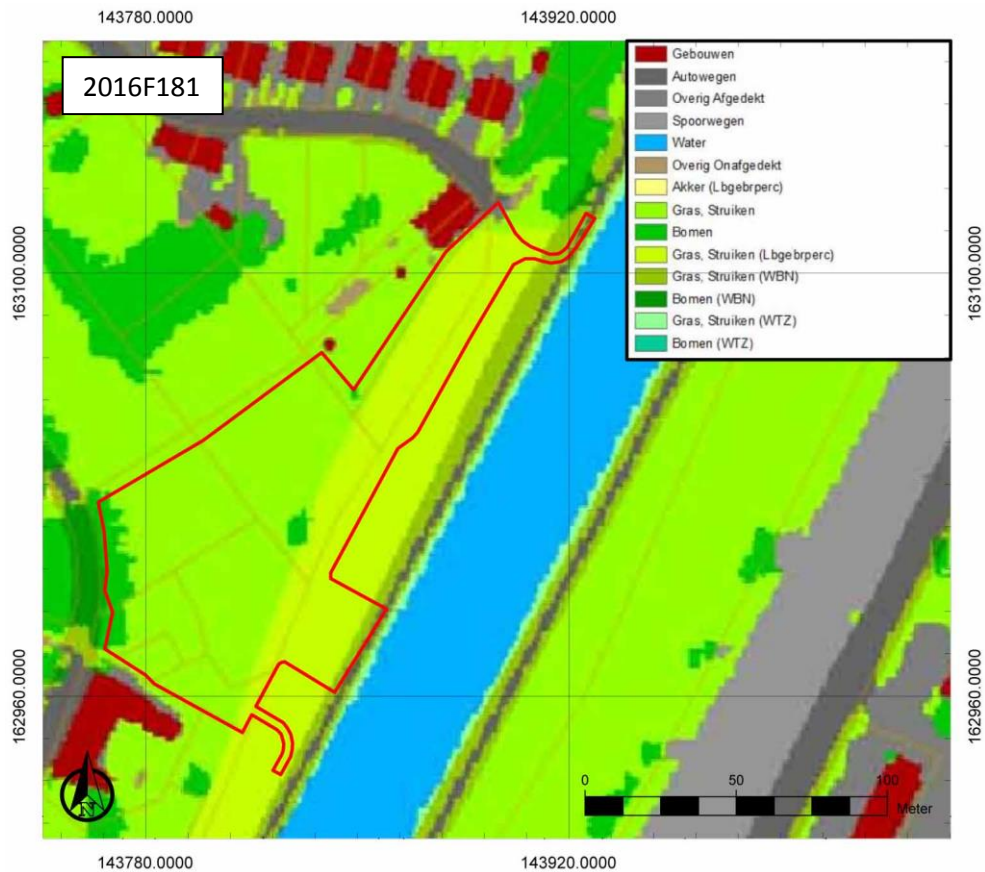 143780.0000
143920.0000
2016F181
Gebouwen
Autowegen
Overig Afgedekt
Spoorwegen
Water
Overig Onafgedekt
Akker (Lbgebrperc)
Gras, Struiken
Bomen
Gras, Struiken (Lbgebrperc)
Gras, Struiken (WBN)
Bomen (WBN)
Gras, Struiken (WTZ)
Bomen (WTZ)
163100.0000
163100.0000
162960.0000
162960.0000
N
0
50
100
Meter
143780.0000
143920.0000